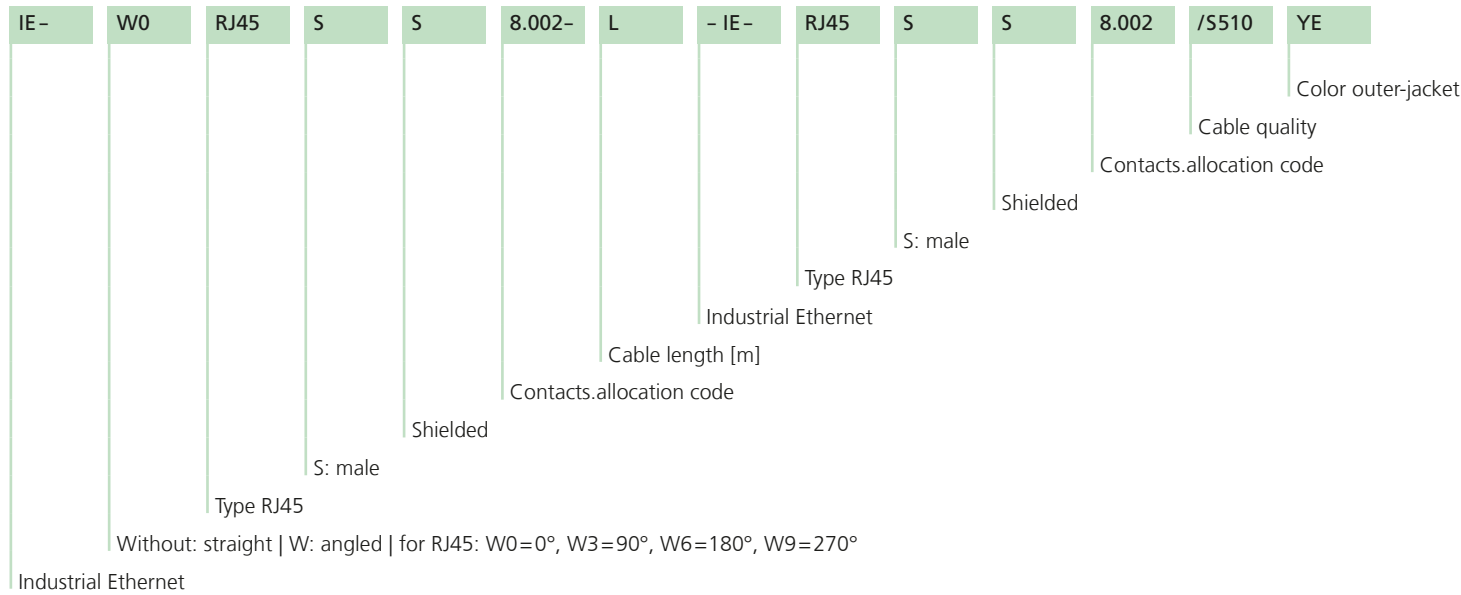 IE– W0 RJ45 S S 8.002– L – IE– RJ45 S S 8.002 /S510 YE
Color outer-jacket
Cable quality
Contacts.allocation code
Shielded
S: male
Type RJ45
Industrial Ethernet
Cable length [m]
Contacts.allocation code
Shielded
S: male
Type RJ45
Without: straight | W: angled | for RJ45: W0=0°, W3=90°, W6=180°, W9=270°
Industrial Ethernet